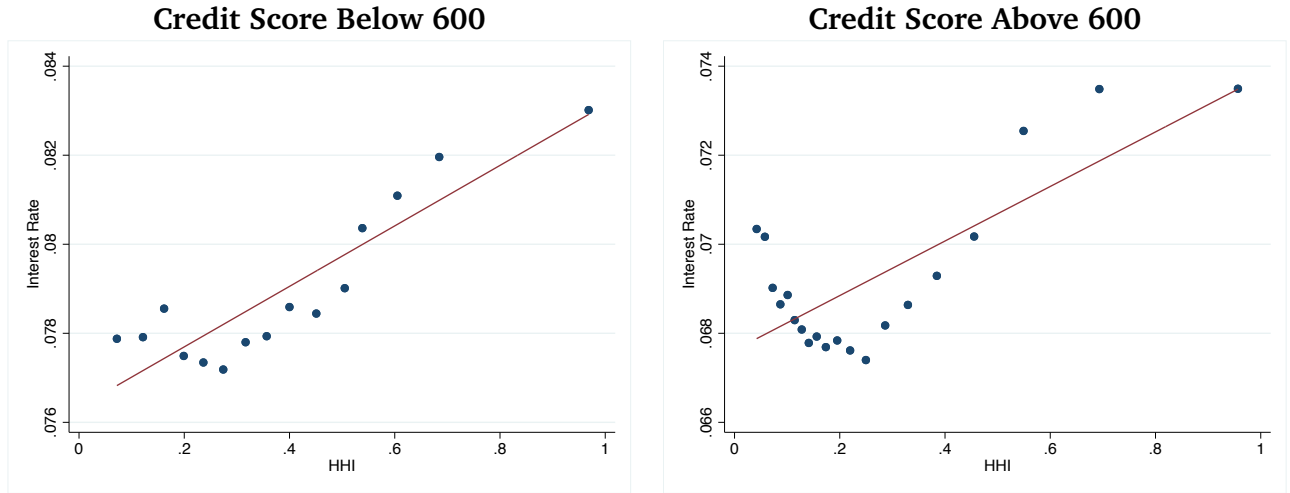 Credit Score Below 600
.084
.082
.08
.078
.076
Interest Rate
0 .2 .4 .6 .8 1
HHI
Credit Score Above 600
.074
.072
.07
.068
.066
Interest Rate
0 .2 .4 .6 .8 1
HHI